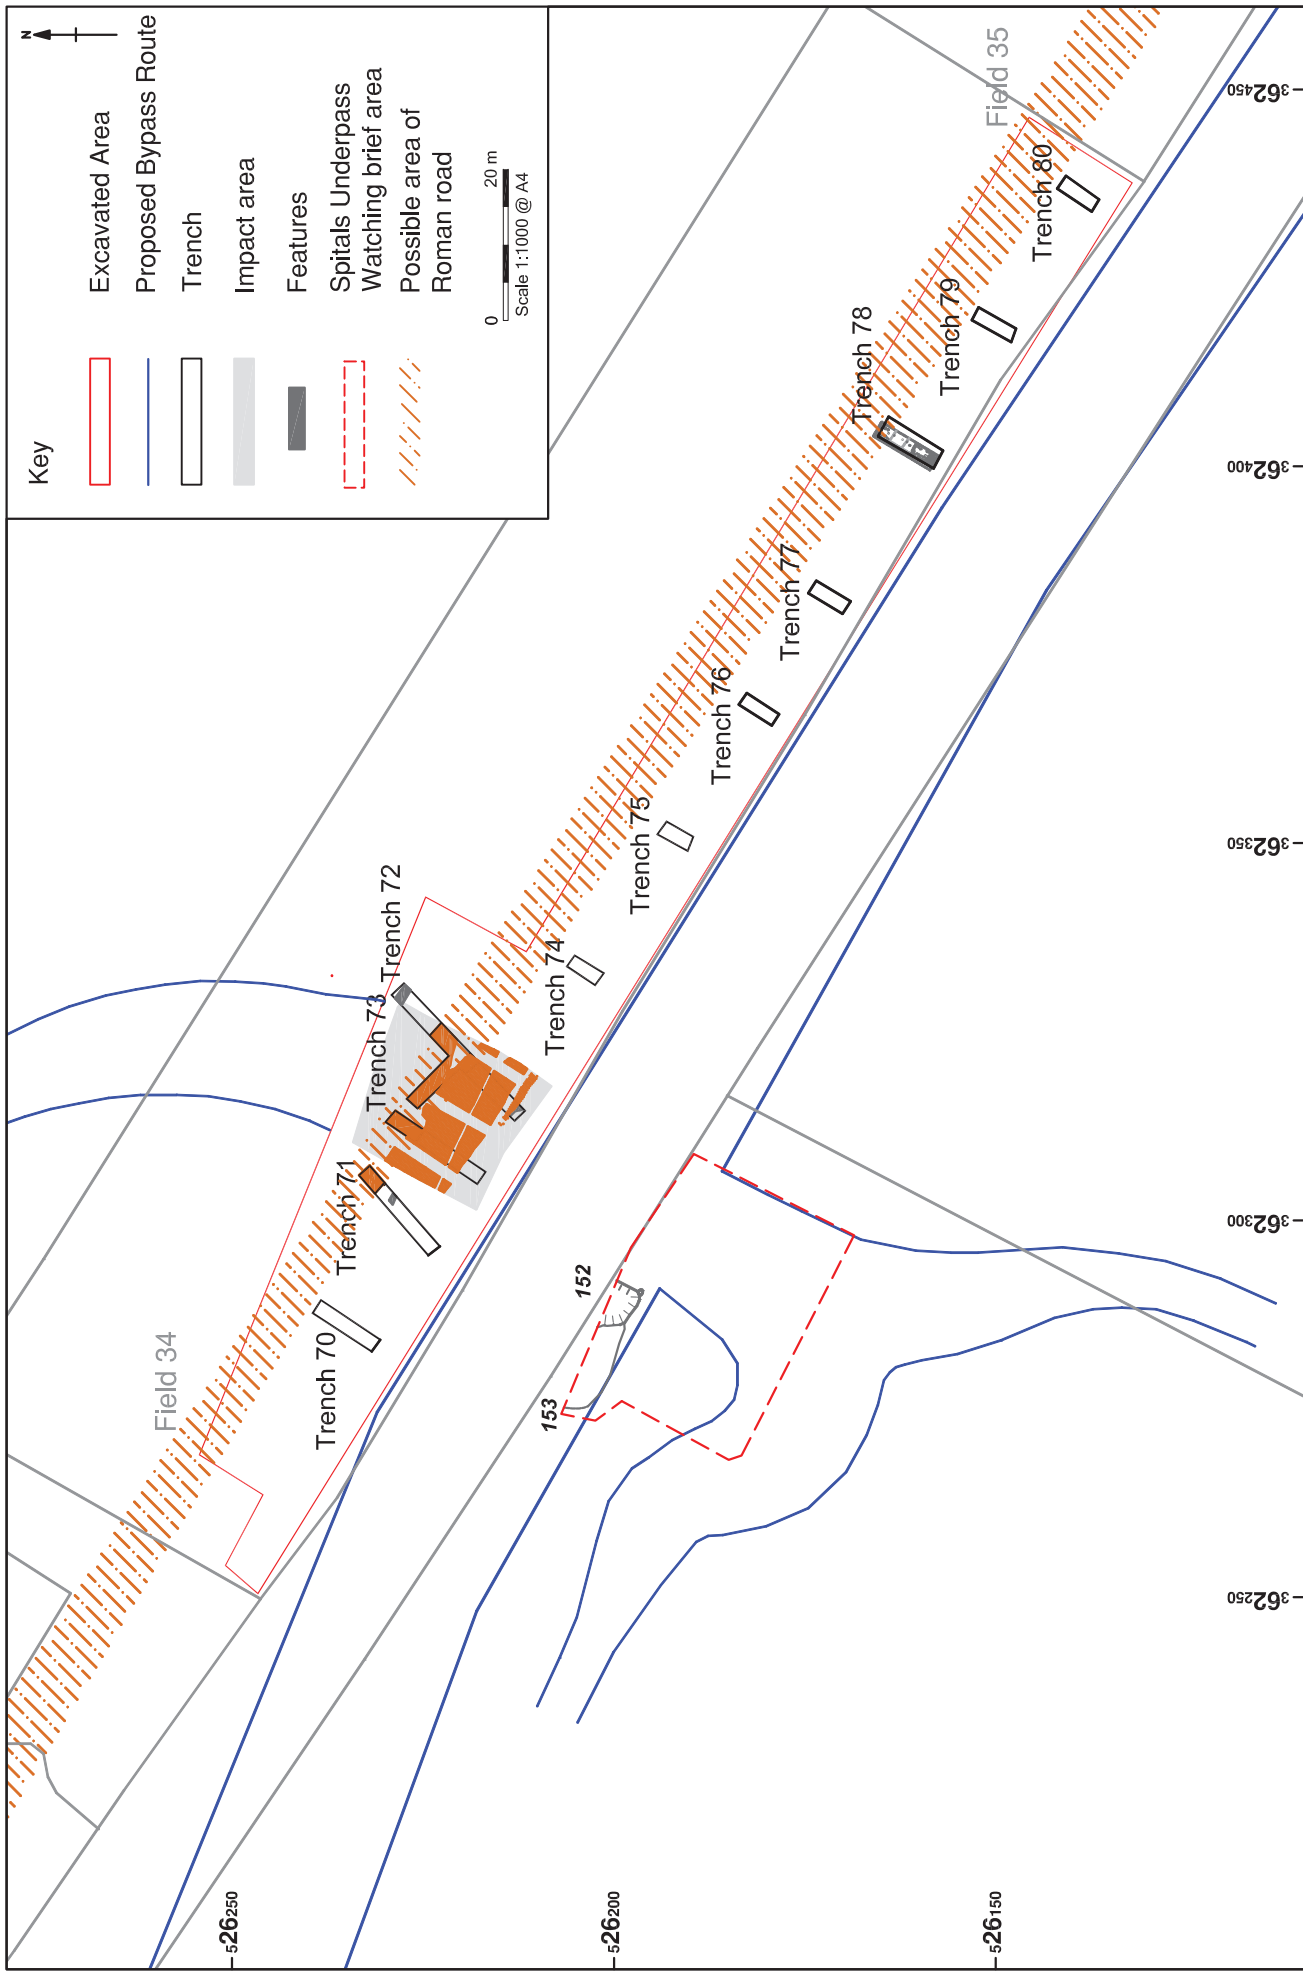 N
Key
Excavated Area
Proposed Bypass Route
Trench
Impact area
Features
Spitals Underpass
Watching brief area
Possible area of
Roman road
0
20 m
Scale 1:1000 @ A4
Field 34
Field 35
Trench 70
Trench 71
Trench 73
Trench 72
Trench 74
Trench 75
Trench 76
Trench 77
Trench 78
Trench 79
Trench 80
152
153
526250
526200
526150
362250
362300
362350
362400
362450